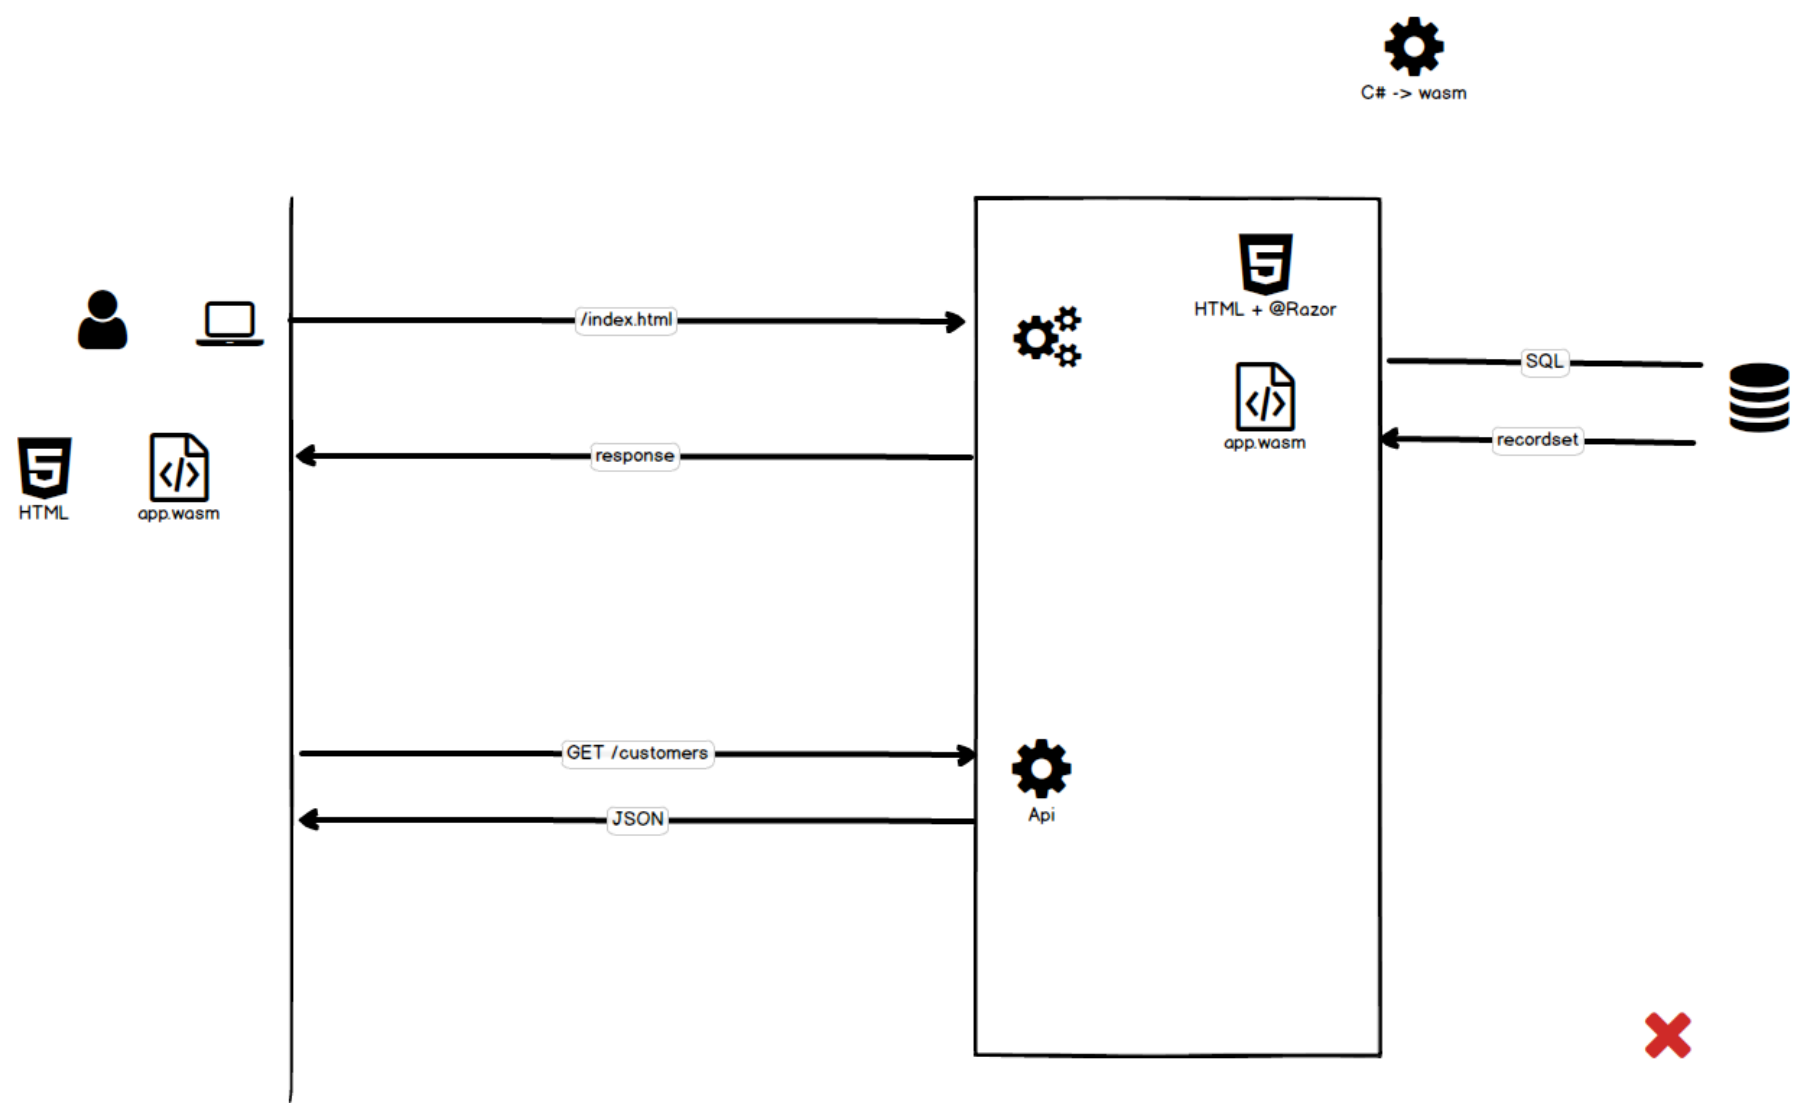 C# -> wasm
HTML + @Razor
/index.html
SQL
app.wasm
recordset
response
HTML
app.wasm
GET /customers
Api
JSON